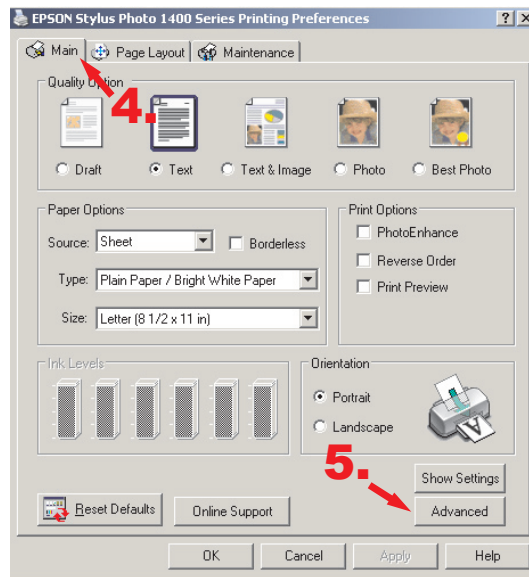 EPSON Stylus Photo 1400 Series Printing Preferences
Main
Page Layout
Maintenance
4.
Quality Option
Draft
Text
Text & Image
Photo
Best Photo
Paper Options
Source:
Sheet
Borderless
Type:
Plain Paper / Bright White Paper
Size:
Letter (8 1/2 x 11 in)
Print Options
PhotoEnhance
Reverse Order
Print Preview
Ink Levels
Orientation
Portrait
Landscape
5.
Show Settings
Reset Defaults
Online Support
Advanced
OK
Cancel
Apply
Help